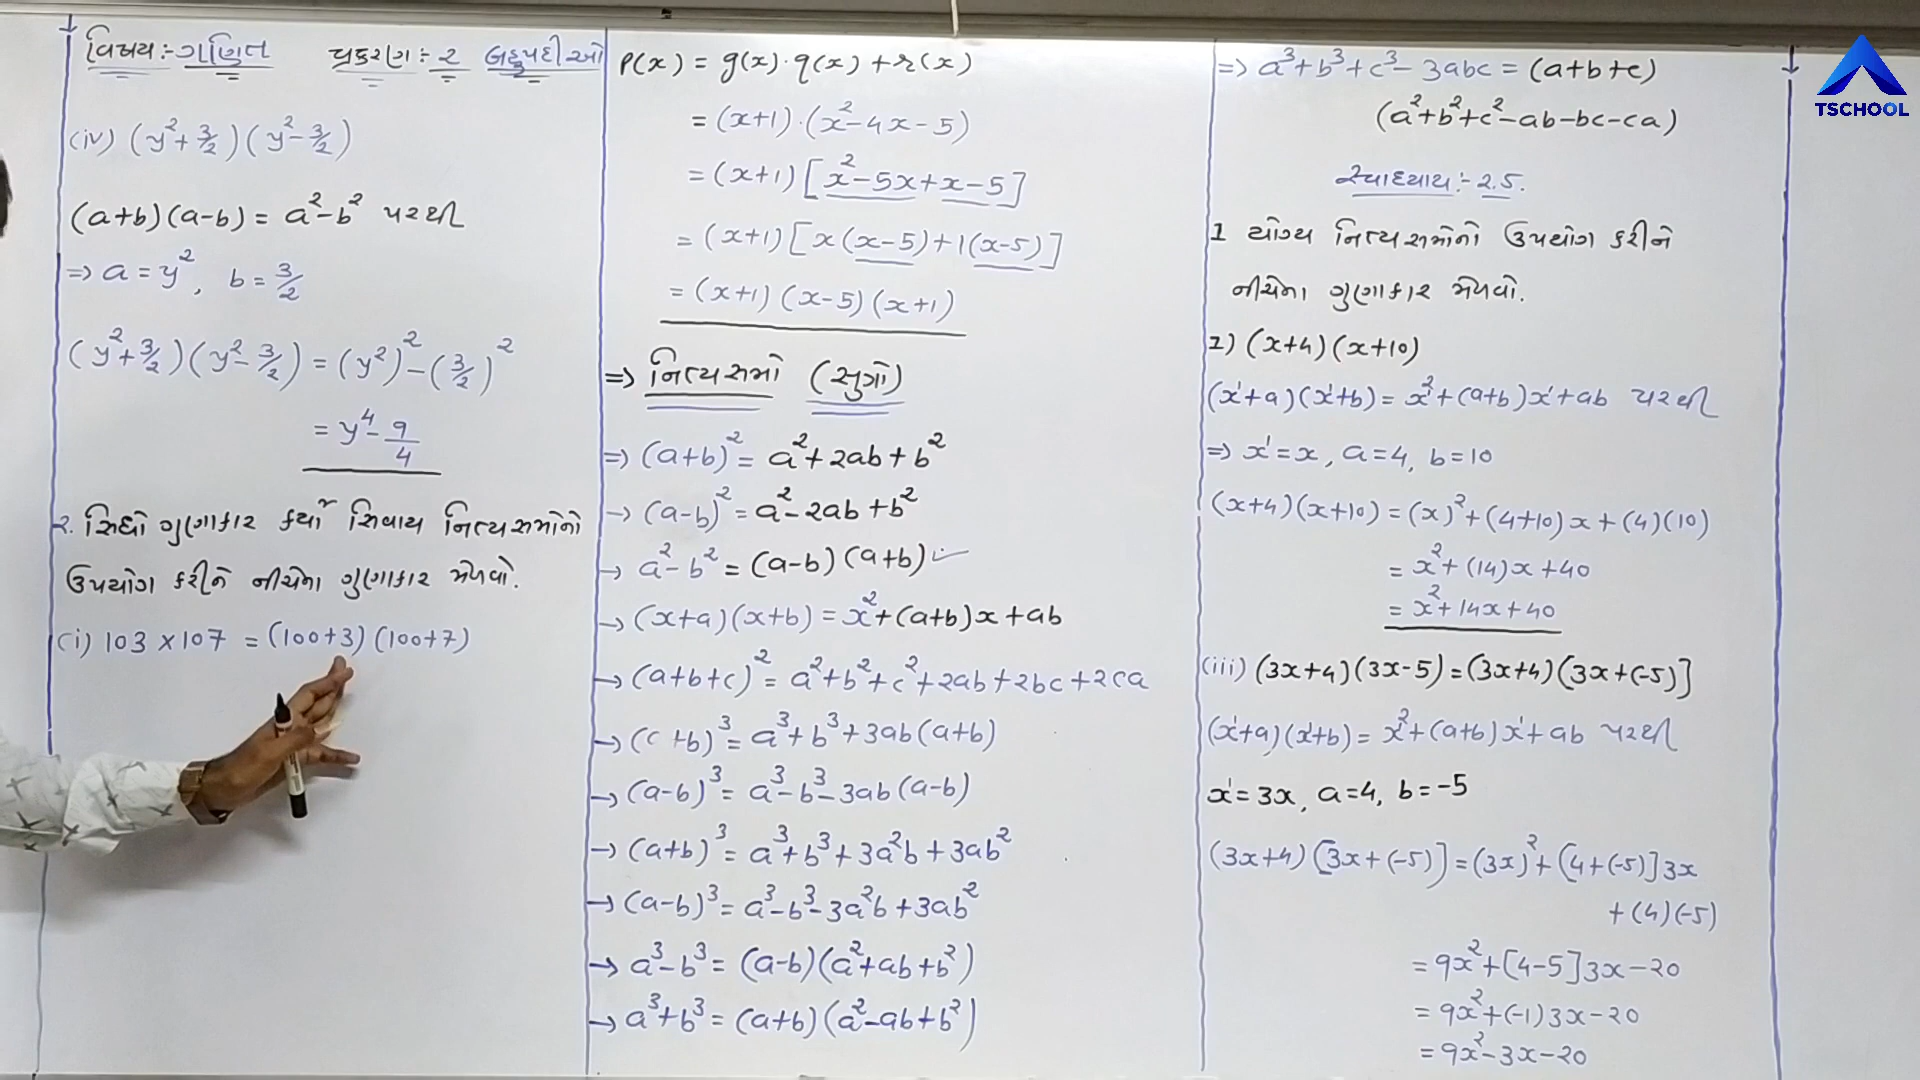 વિષય:- ગણિત પ્રકરણ:- ૨ બહુપદીઓ
(iv) (y²+3/2)(y²-3/2)
(a+b)(a-b) = a²-b² પરથી
=> a = y², b = 3/2
(y²+3/2)(y²-3/2) = (y²)²-(3/2)²
= y⁴-9/4
૨. સિધો ગુણાકાર કર્યા સિવાય નિત્યસમોનો
ઉપયોગ કરીને નીચેના ગુણાકાર મેળવો.
(i) 103 × 107 = (100+3)(100+7)
P(x) = g(x)·q(x)+r(x)
= (x+1)·(x²-4x-5)
= (x+1)[x²-5x+x-5]
= (x+1)[x(x-5)+1(x-5)]
= (x+1)(x-5)(x+1)
=> નિત્યસમો (સુત્રો)
=> (a+b)² = a²+2ab+b²
→ (a-b)² = a²-2ab+b²
→ a²-b² = (a-b)(a+b)
→ (x+a)(x+b) = x²+(a+b)x+ab
→ (a+b+c)² = a²+b²+c²+2ab+2bc+2ca
→ ( +b)³ = a³+b³+3ab(a+b)
→ (a-b)³ = a³-b³-3ab(a-b)
→ (a+b)³ = a³+b³+3a²b+3ab²
→ (a-b)³ = a³-b³-3a²b+3ab²
→ a³-b³ = (a-b)(a²+ab+b²)
→ a³+b³ = (a+b)(a²-ab+b²)
=> a³+b³+c³-3abc = (a+b+c)
(a²+b²+c²-ab-bc-ca)
સ્વાધ્યાય:- 2.5.
1 યોગ્ય નિત્યસમોનો ઉપયોગ કરીને
નીચેના ગુણાકાર મેળવો.
1) (x+4)(x+10)
(x'+a)(x'+b) = x²+(a+b)x'+ab પરથી
=> x'=x, a=4, b=10
(x+4)(x+10) = (x)²+(4+10)x+(4)(10)
= x²+(14)x+40
= x²+14x+40
(iii) (3x+4)(3x-5) = (3x+4)(3x+(-5)]
(x'+a)(x'+b) = x²+(a+b)x'+ab પરથી
x'=3x, a=4, b=-5
(3x+4)[3x+(-5)] = (3x)²+[4+(-5)]3x
+(4)(-5)
= 9x²+[4-5]3x-20
= 9x²+(-1)3x-20
= 9x²-3x-20
TSCHOOL